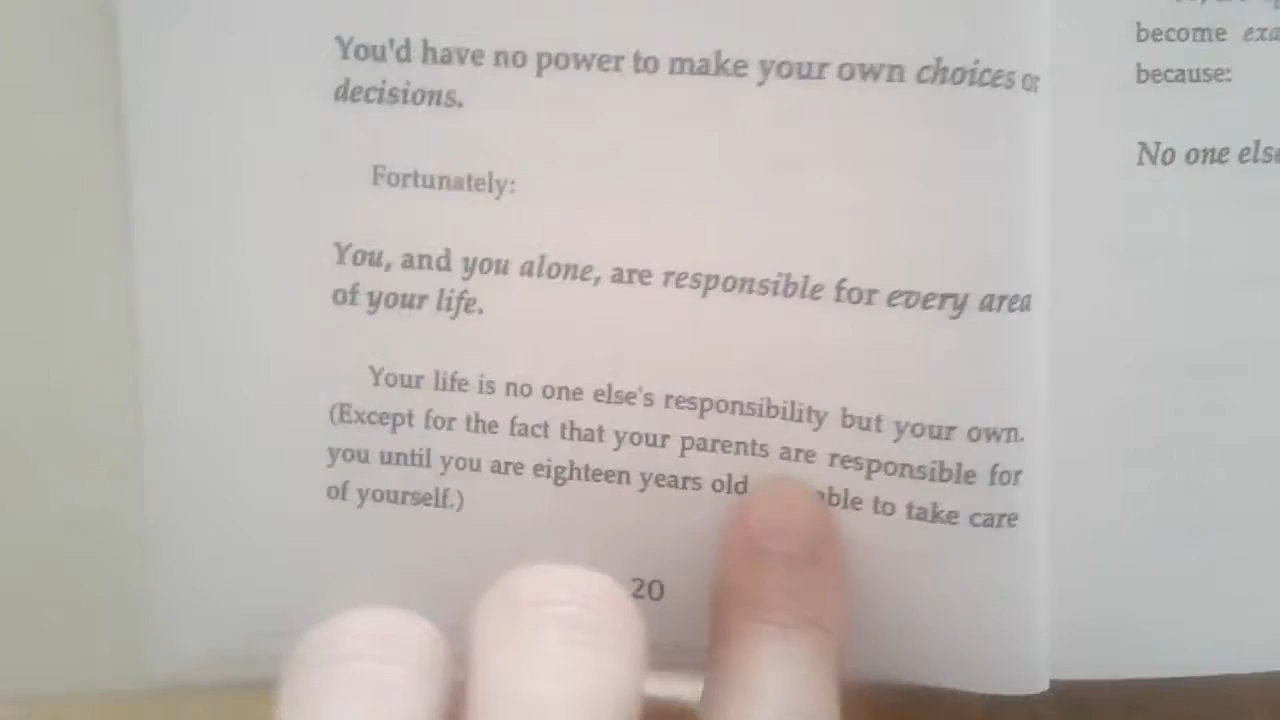 You'd have no power to make your own choices or
decisions.
Fortunately:
You, and you alone, are responsible for every area
of your life.
Your life is no one else's responsibility but your own.
(Except for the fact that your parents are responsible for
you until you are eighteen years old able to take care
of yourself.)
20
become
because:
No one else